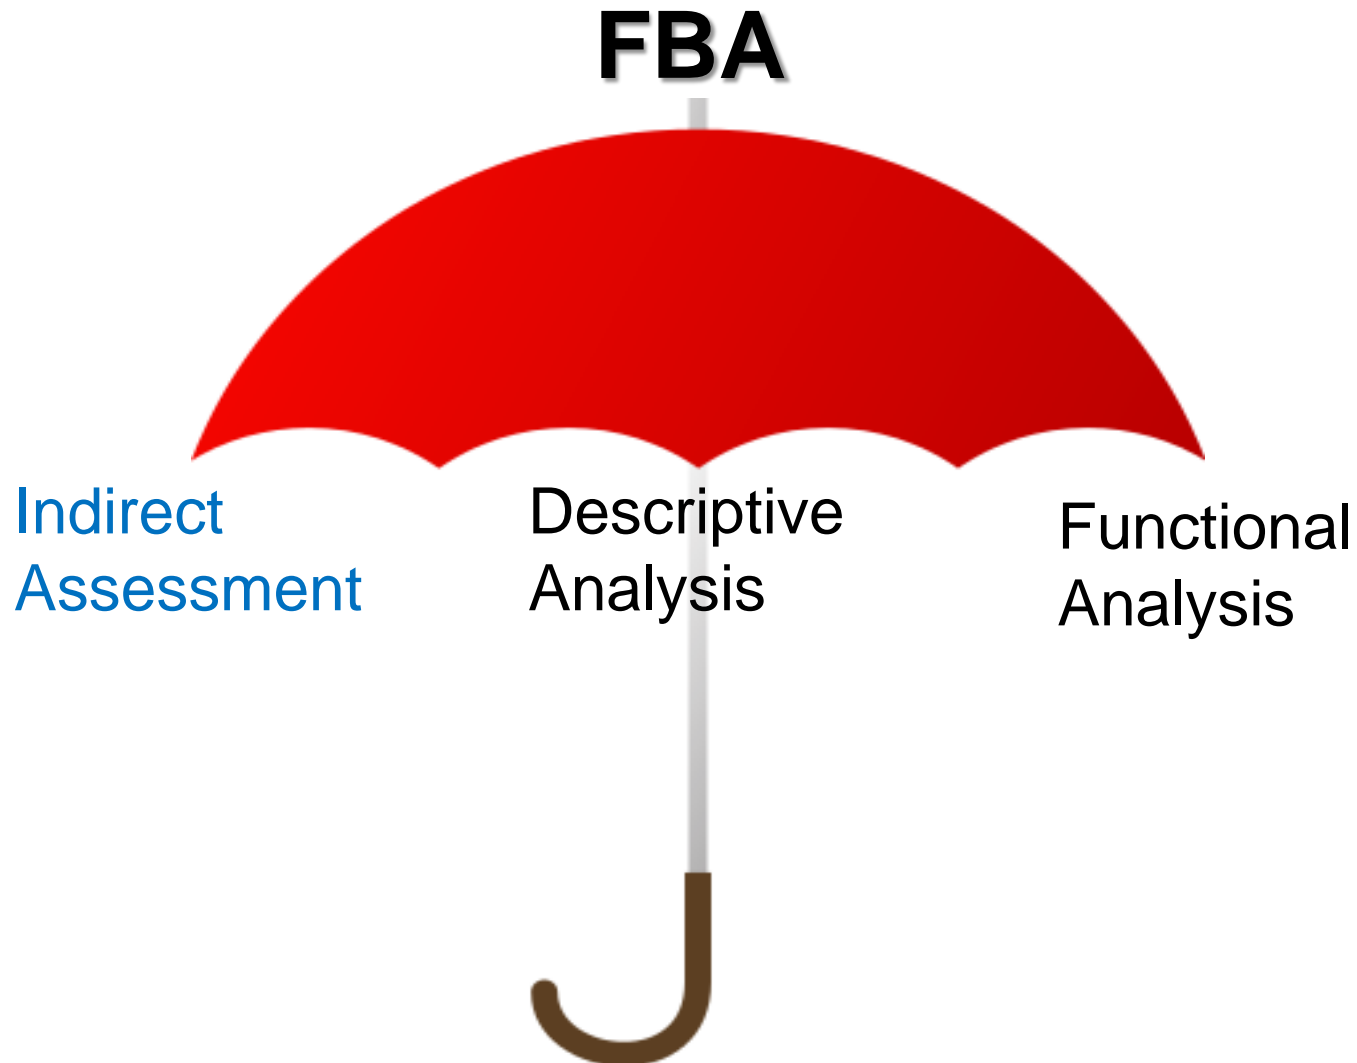 FBA
Indirect
Assessment
Descriptive
Analysis
Functional
Analysis